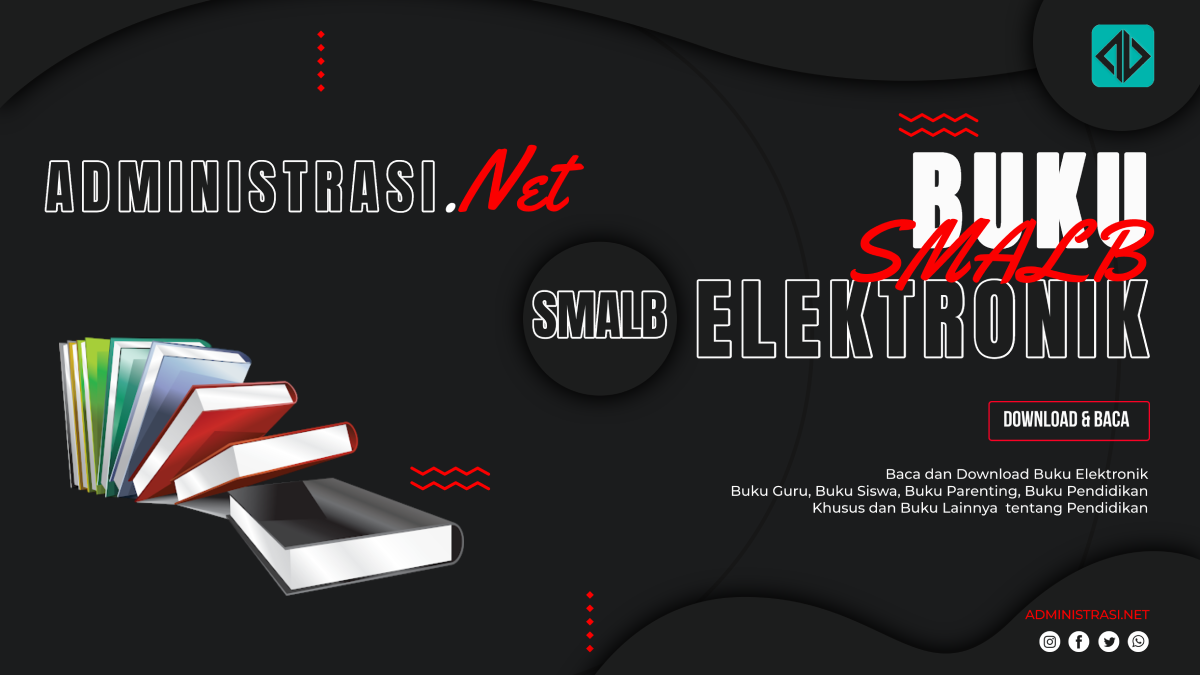 ADMINISTRASI.Net
BUKU
SMALB
ELEKTRONIK
SMALB
DOWNLOAD & BACA
Baca dan Download Buku Elektronik
Buku Guru, Buku Siswa, Buku Parenting, Buku Pendidikan
Khusus dan Buku Lainnya tentang Pendidikan
ADMINISTRASI.NET